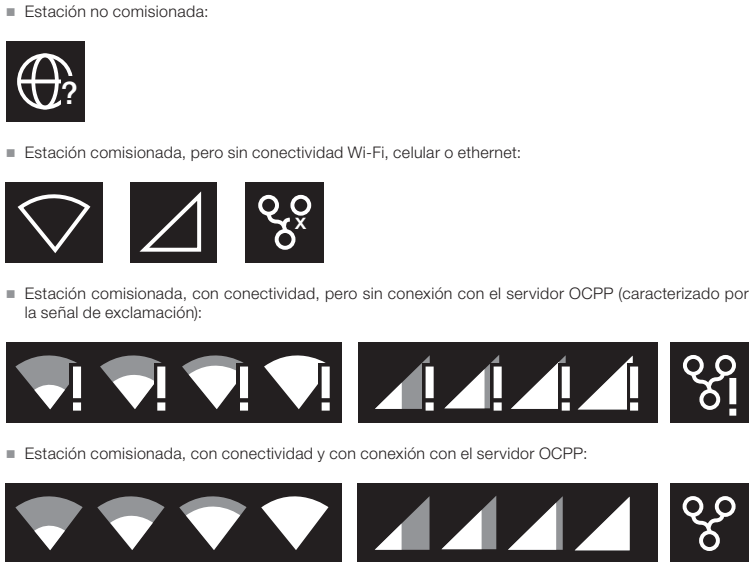 Estación no comisionada:
?
Estación comisionada, pero sin conectividad Wi-Fi, celular o ethernet:
x
Estación comisionada, con conectividad, pero sin conexión con el servidor OCPP (caracterizado por
la señal de exclamación):
! ! ! ! ! ! ! ! !
Estación comisionada, con conectividad y con conexión con el servidor OCPP: